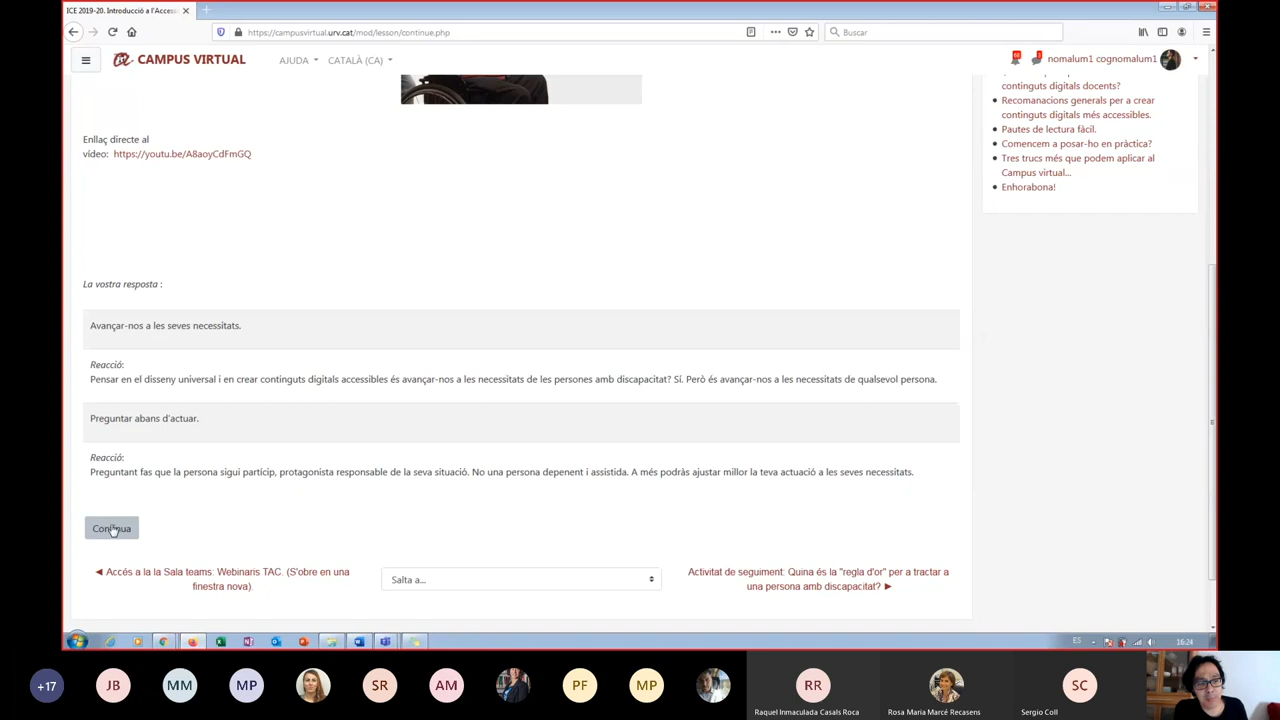 ICE 2019-20. Introducció a l'Accessi
https://campusvirtual.urv.cat/mod/lesson/continue.php
Buscar
CAMPUS VIRTUAL
AJUDA
CATALÀ (CA)
nomalum1 cognomalum1
continguts digitals docents?
Recomanacions generals per a crear
continguts digitals més accessibles.
Pautes de lectura fàcil.
Comencem a posar-ho en pràctica?
Tres trucs més que podem aplicar al
Campus virtual...
Enhorabona!
Enllaç directe al
vídeo: https://youtu.be/A8aoyCdFmGQ
La vostra resposta :
Avançar-nos a les seves necessitats.
Reacció:
Pensar en el disseny universal i en crear continguts digitals accessibles és avançar-nos a les necessitats de les persones amb discapacitat? Sí. Però és avançar-nos a les necessitats de qualsevol persona.
Preguntar abans d'actuar.
Reacció:
Preguntant fas que la persona sigui partícip, protagonista responsable de la seva situació. No una persona depenent i assistida. A més podràs ajustar millor la teva actuació a les seves necessitats.
Continua
◄ Accés a la la Sala teams: Webinaris TAC. (S'obre en una
finestra nova).
Salta a...
Activitat de seguiment: Quina és la "regla d'or" per a tractar a
una persona amb discapacitat? ►
ES
16:24
+17
JB
MM
MP
SR
AM
PF
MP
RR
SC
Raquel Inmaculada Casals Roca
Rosa Maria Marcé Recasens
Sergio Coll